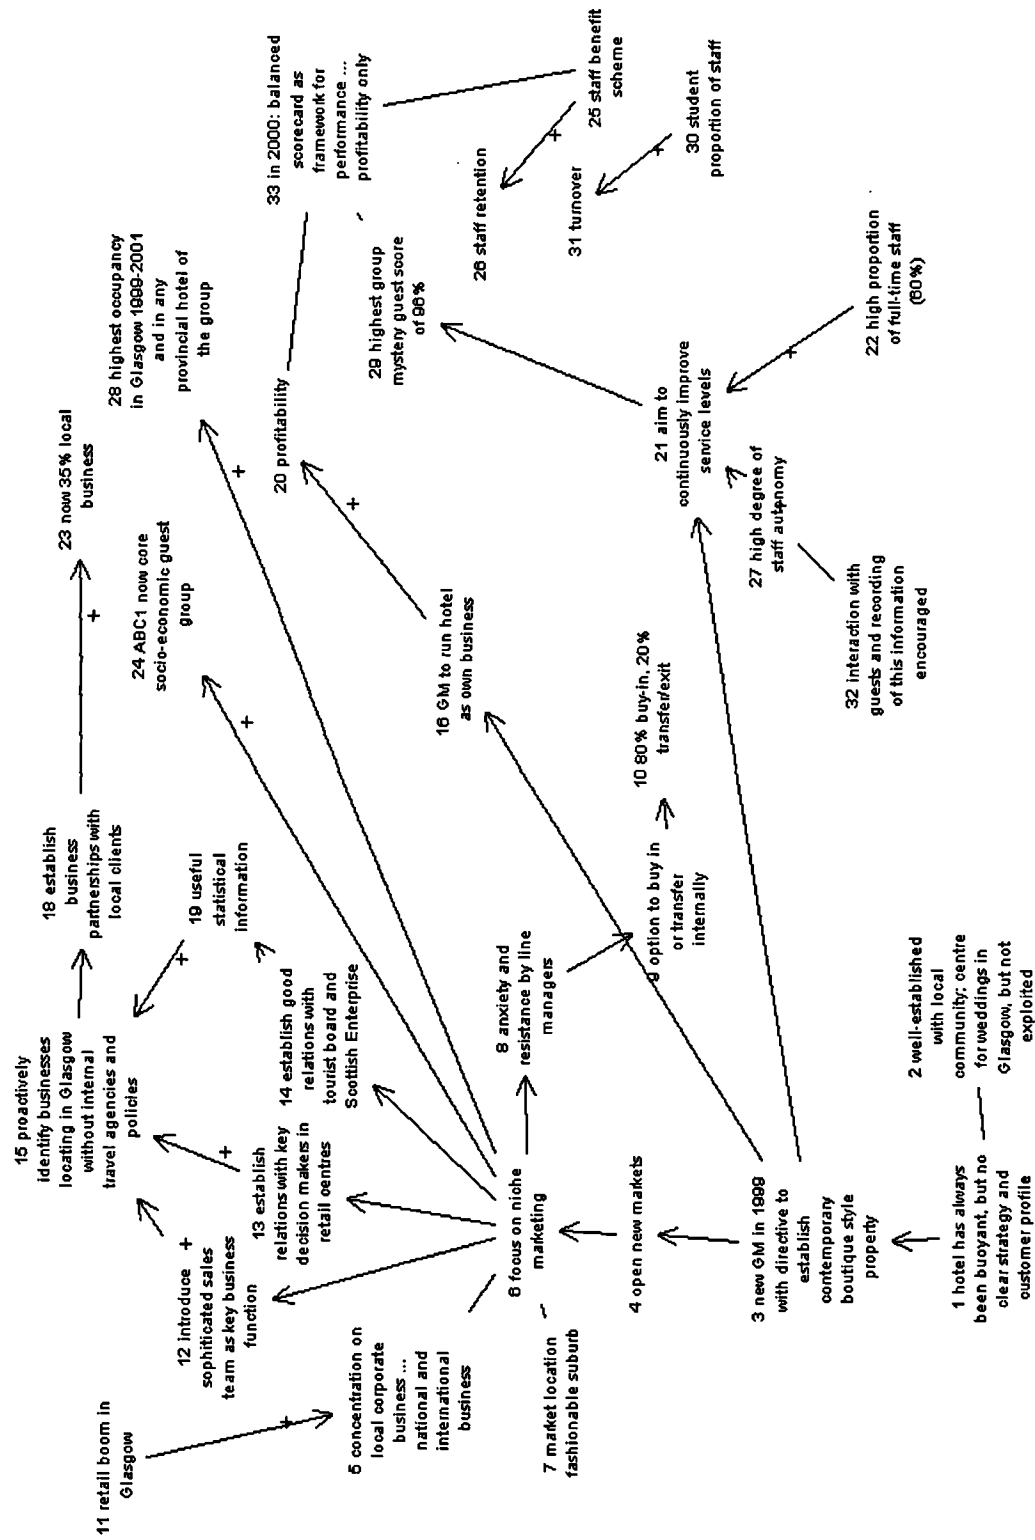 11 retail boom in
Glasgow
15 proactively
identify businesses
locating in Glasgow
without internal
travel agencies and
policies
18 establish
business
partnerships with
local clients
23 now 35% local
business
28 highest occupancy
in Glasgow 1999-2001
and in any
provincial hotel of
the group
33 in 2000: balanced
scorecard as
framework for
performance ...
profitability only
12 introduce +
sophiticated sales
team as key business
function
+
13 establish
relations with key
decision makers in
retail centres
+
19 useful
statistical
information
+
+
24 ABC1 now core
socio-economic guest
group
+
+
14 establish good
relations with
tourist board and
Scottish Enterprise
20 profitability
+
29 highest group
mystery guest score
of 96%
+
5 concentration on
local corporate
business ...
national and
international
business
6 focus on niche
marketing
7 market location
fashionable suburb
8 anxiety and
resistance by line
managers
16 GM to run hotel
as own business
26 staff retention
+
25 staff benefit
scheme
31 turnover
+
30 student
proportion of staff
4 open new markets
9 option to buy in
or transfer
internally
10 80% buy-in, 20%
transfer/exit
21 aim to
continuously improve
service levels
+
22 high proportion
of full-time staff
(60%)
27 high degree of
staff autonomy
32 interaction with
guests and recording
of this information
encouraged
3 new GM in 1999
with directive to
establish
contemporary
boutique style
property
1 hotel has always
been buoyant, but no
clear strategy and
customer profile
2 well-established
with local
community; centre
for weddings in
Glasgow, but not
exploited